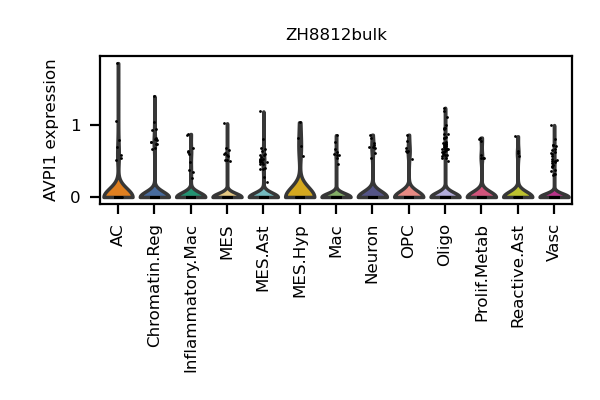 ZH8812bulk
AVPI1 expression
1
0
AC
Chromatin.Reg
Inflammatory.Mac
MES
MES.Ast
MES.Hyp
Mac
Neuron
OPC
Oligo
Prolif.Metab
Reactive.Ast
Vasc